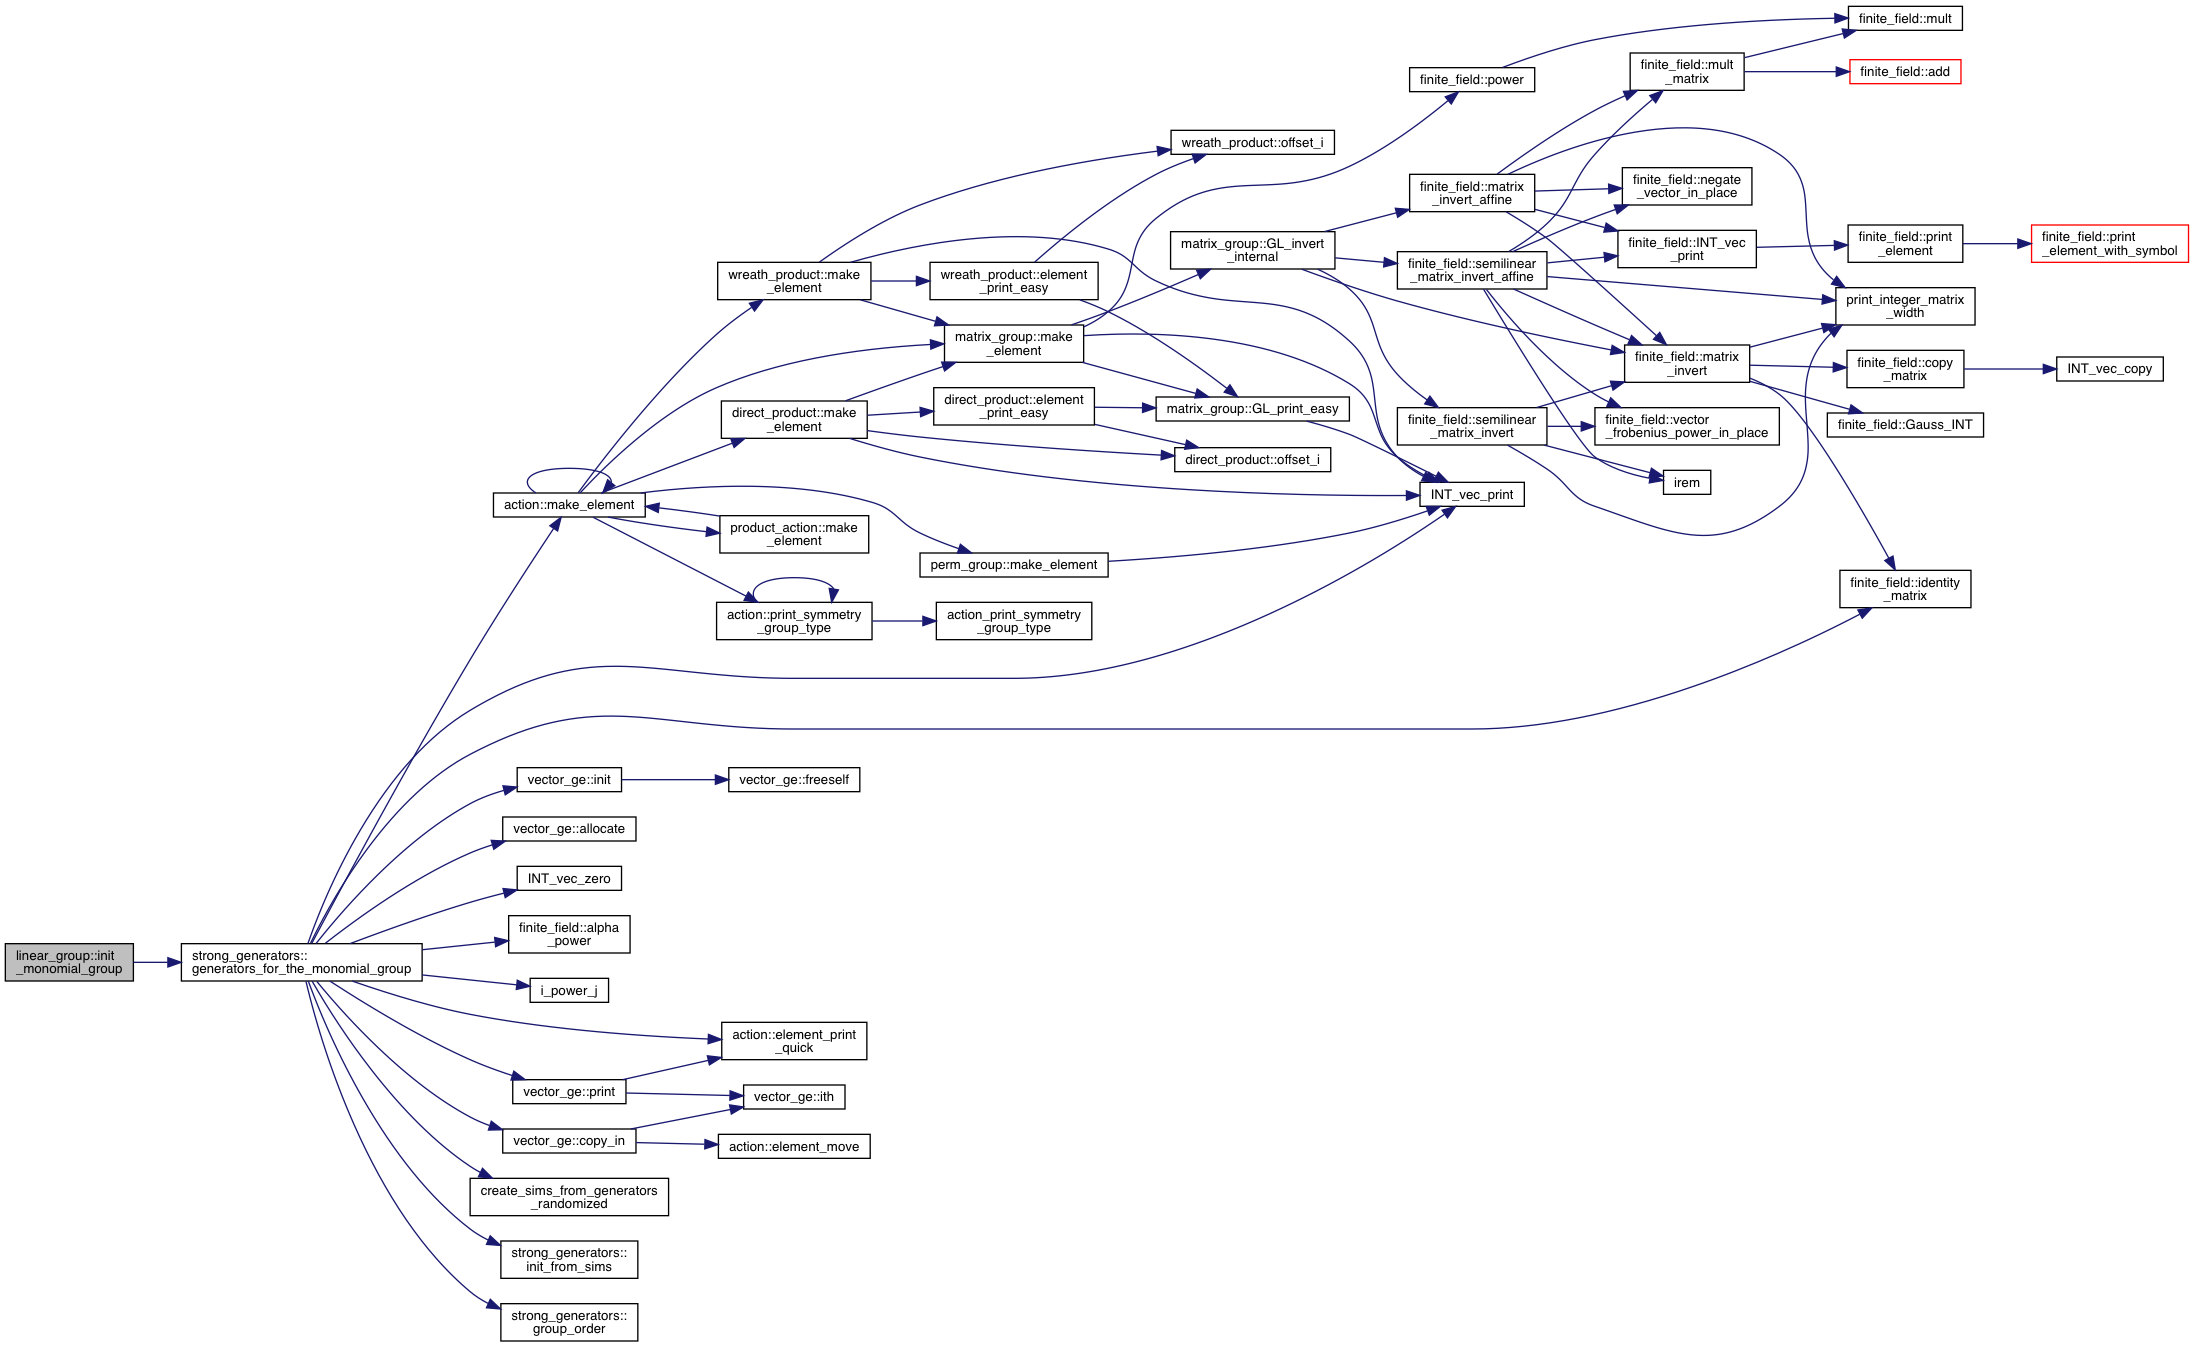 linear_group::init
_monomial_group
strong_generators::
generators_for_the_monomial_group
action::make_element
wreath_product::make
_element
wreath_product::offset_i
wreath_product::element
_print_easy
matrix_group::make
_element
direct_product::make
_element
direct_product::element
_print_easy
matrix_group::GL_print_easy
direct_product::offset_i
product_action::make
_element
perm_group::make_element
action::print_symmetry
_group_type
action_print_symmetry
_group_type
matrix_group::GL_invert
_internal
finite_field::power
finite_field::matrix
_invert_affine
finite_field::semilinear
_matrix_invert_affine
finite_field::semilinear
_matrix_invert
INT_vec_print
finite_field::mult
_matrix
finite_field::negate
_vector_in_place
finite_field::INT_vec
_print
finite_field::matrix
_invert
finite_field::vector
_frobenius_power_in_place
irem
finite_field::mult
finite_field::add
finite_field::print
_element
finite_field::print
_element_with_symbol
print_integer_matrix
_width
finite_field::copy
_matrix
INT_vec_copy
finite_field::Gauss_INT
finite_field::identity
_matrix
vector_ge::init
vector_ge::freeself
vector_ge::allocate
INT_vec_zero
finite_field::alpha
_power
i_power_j
action::element_print
_quick
vector_ge::print
vector_ge::ith
vector_ge::copy_in
action::element_move
create_sims_from_generators
_randomized
strong_generators::
init_from_sims
strong_generators::
group_order